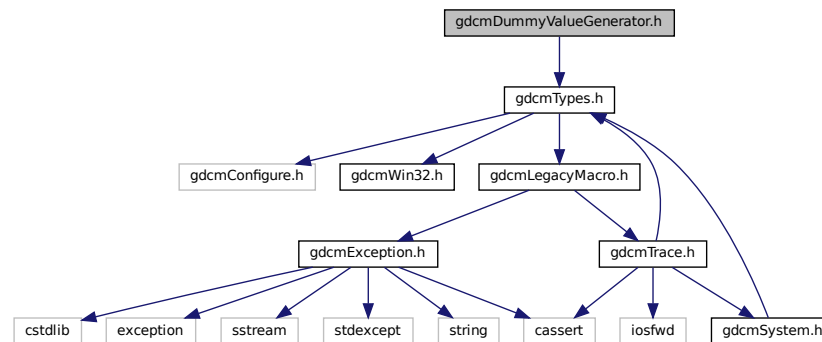 gdcmDummyValueGenerator.h
gdcmTypes.h
gdcmConfigure.h
gdcmWin32.h
gdcmLegacyMacro.h
gdcmException.h
gdcmTrace.h
cstdlib
exception
sstream
stdexcept
string
cassert
iosfwd
gdcmSystem.h